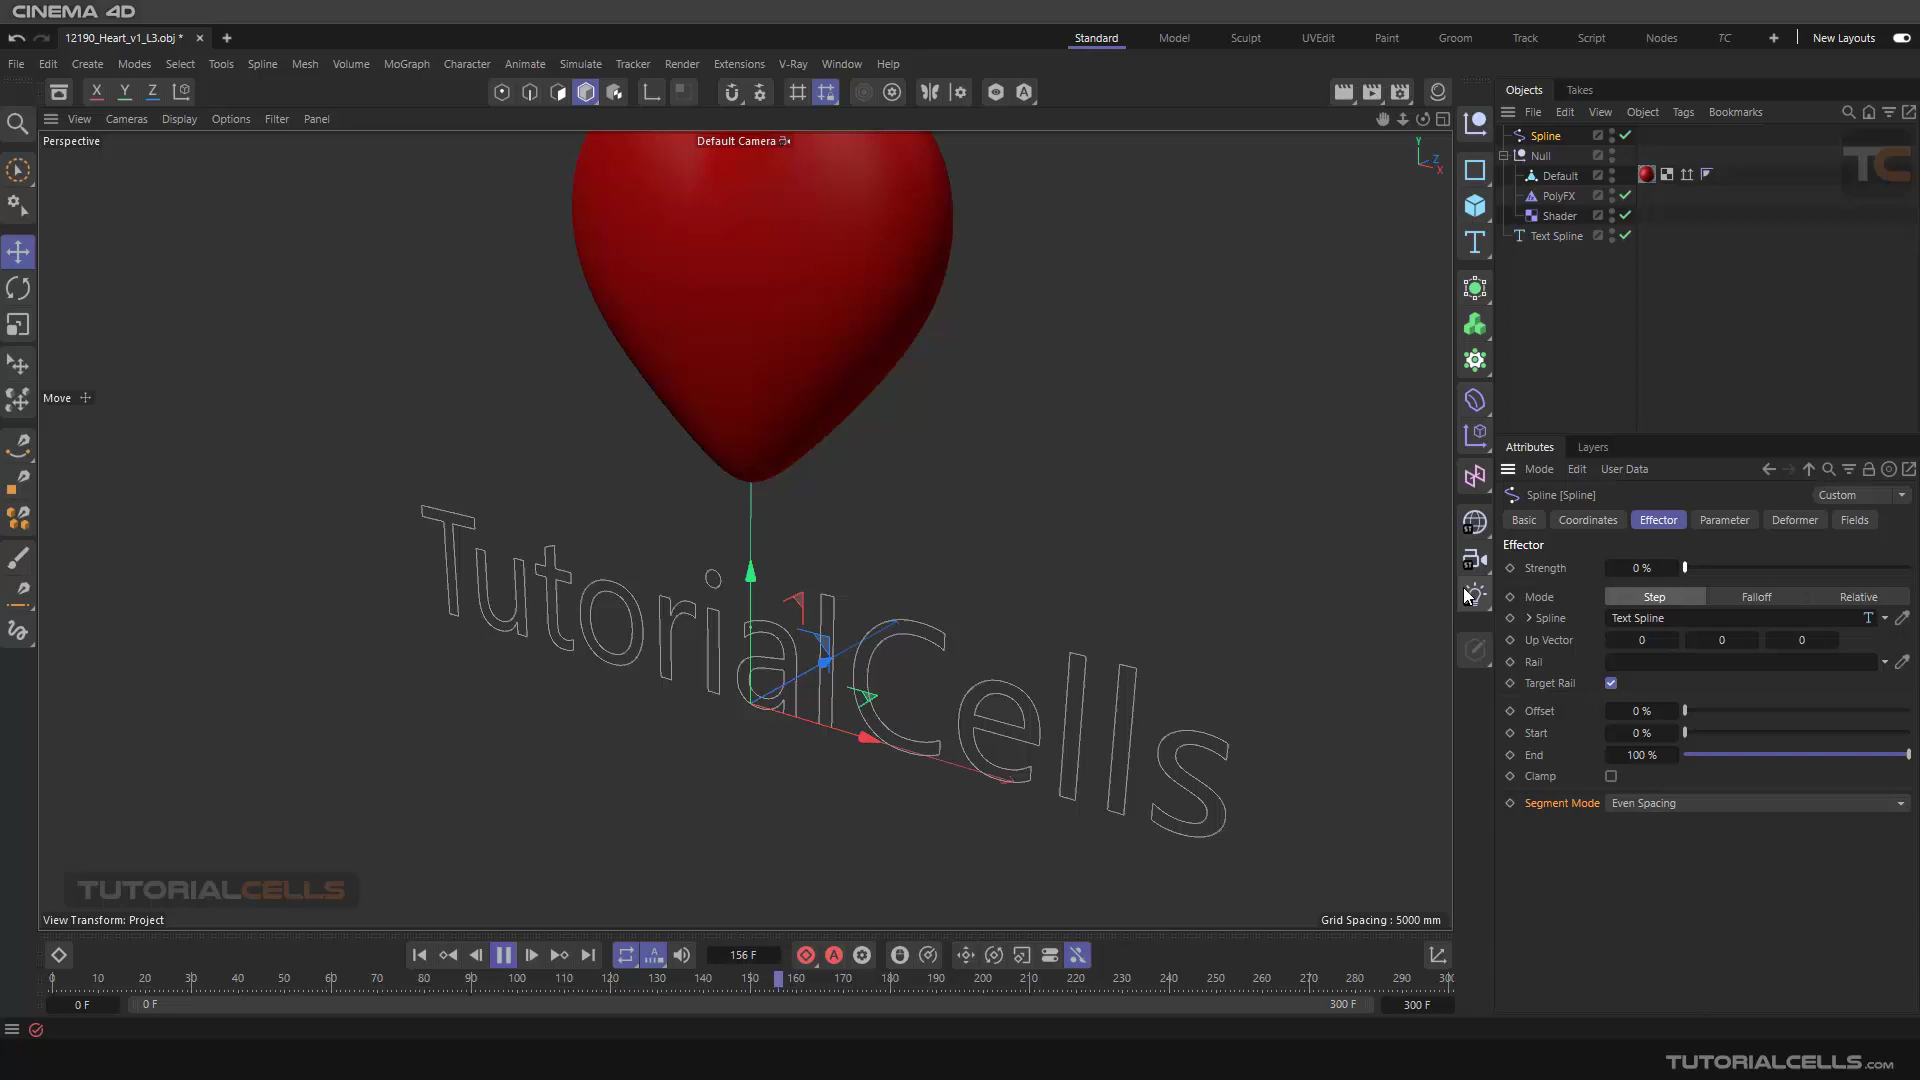 CINEMA 4D
12190_Heart_v1_L3.obj *
Standard Model Sculpt UVEdit Paint Groom Track Script Nodes TC New Layouts
File Edit Create Modes Select Tools Spline Mesh Volume MoGraph Character Animate Simulate Tracker Render Extensions V-Ray Window Help
X Y Z
Objects Takes
View Cameras Display Options Filter Panel
File Edit View Object Tags Bookmarks
Perspective
Default Camera
Y
Z
X
Spline
Null
Default
PolyFX
Shader
Text Spline
TC
Move
Attributes Layers
Mode Edit User Data
Spline [Spline]
Custom
Basic Coordinates Effector Parameter Deformer Fields
Effector
Strength 0 %
Mode Step Falloff Relative
Spline Text Spline
Up Vector 0 0 0
Rail
Target Rail
Offset 0 %
Start 0 %
End 100 %
Clamp
Segment Mode Even Spacing
TutorialCells
TUTORIALCELLS
View Transform: Project
Grid Spacing : 5000 mm
156 F
0 10 20 30 40 50 60 70 80 90 100 110 120 130 140 150 160 170 180 190 200 210 220 230 240 250 260 270 280 290 300
0 F 0 F 300 F 300 F
TUTORIALCELLS.COM